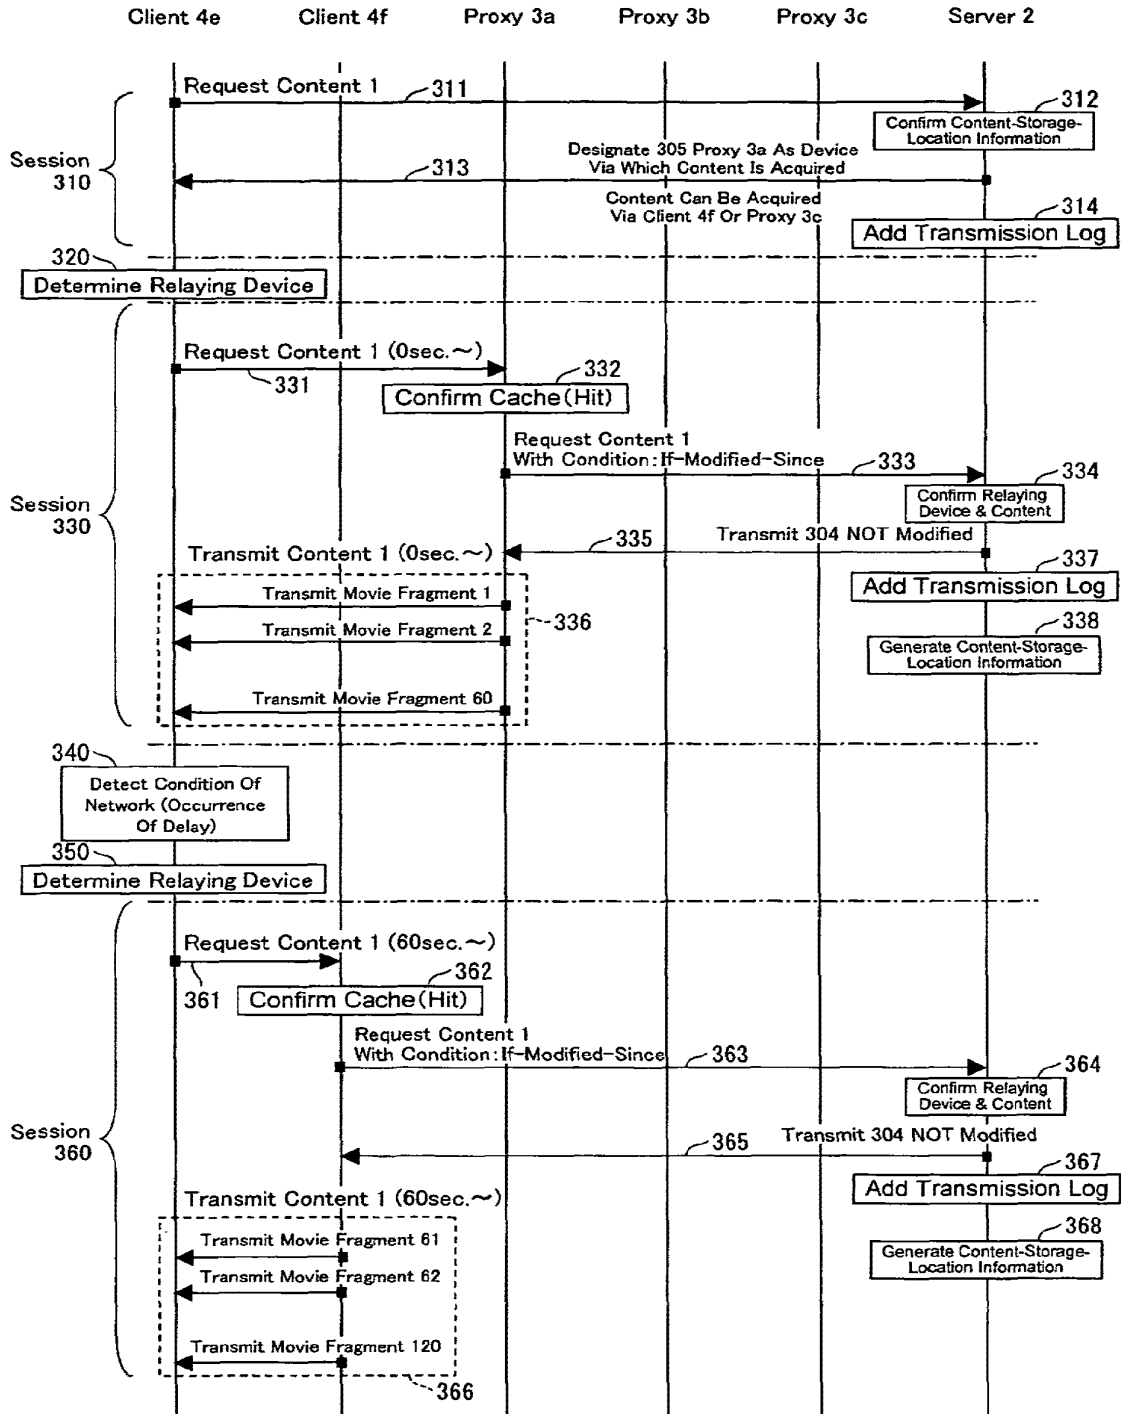 Client 4e Client 4f Proxy 3a Proxy 3b Proxy 3c Server 2
Request Content 1
311
312
Confirm Content-Storage-
Location Information
Session
310
313
Designate 305 Proxy 3a As Device
Via Which Content Is Acquired
Content Can Be Acquired
Via Client 4f Or Proxy 3c
314
Add Transmission Log
320
Determine Relaying Device
Request Content 1 (0sec.~)
331
332
Confirm Cache(Hit)
Request Content 1
With Condition:If-Modified-Since
333
334
Confirm Relaying
Device & Content
Session
330
Transmit 304 NOT Modified
335
Transmit Content 1 (0sec.~)
337
Add Transmission Log
Transmit Movie Fragment 1
336
Transmit Movie Fragment 2
338
Generate Content-Storage-
Location Information
Transmit Movie Fragment 60
340
Detect Condition Of
Network (Occurrence
Of Delay)
350
Determine Relaying Device
Request Content 1 (60sec.~)
361
362
Confirm Cache(Hit)
Request Content 1
With Condition:If-Modified-Since
363
364
Confirm Relaying
Device & Content
Session
360
Transmit 304 NOT Modified
365
367
Add Transmission Log
Transmit Content 1 (60sec.~)
Transmit Movie Fragment 61
368
Generate Content-Storage-
Location Information
Transmit Movie Fragment 62
Transmit Movie Fragment 120
366